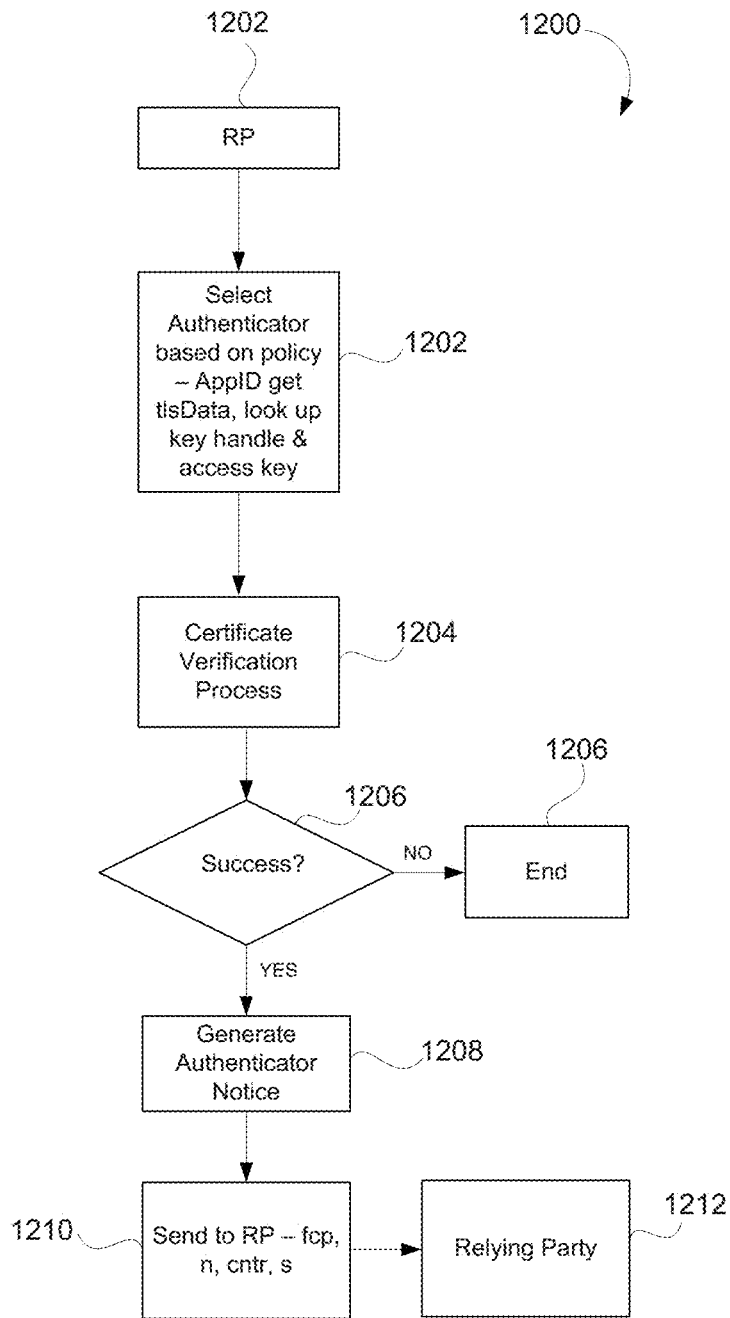 1202
1200
RP
Select
Authenticator
based on policy
– AppID get
tlsData, look up
key handle &
access key
1202
Certificate
Verification
Process
1204
1206
1206
Success?
NO
End
YES
Generate
Authenticator
Notice
1208
1210
Send to RP – fcp,
n, cntr, s
Relying Party
1212